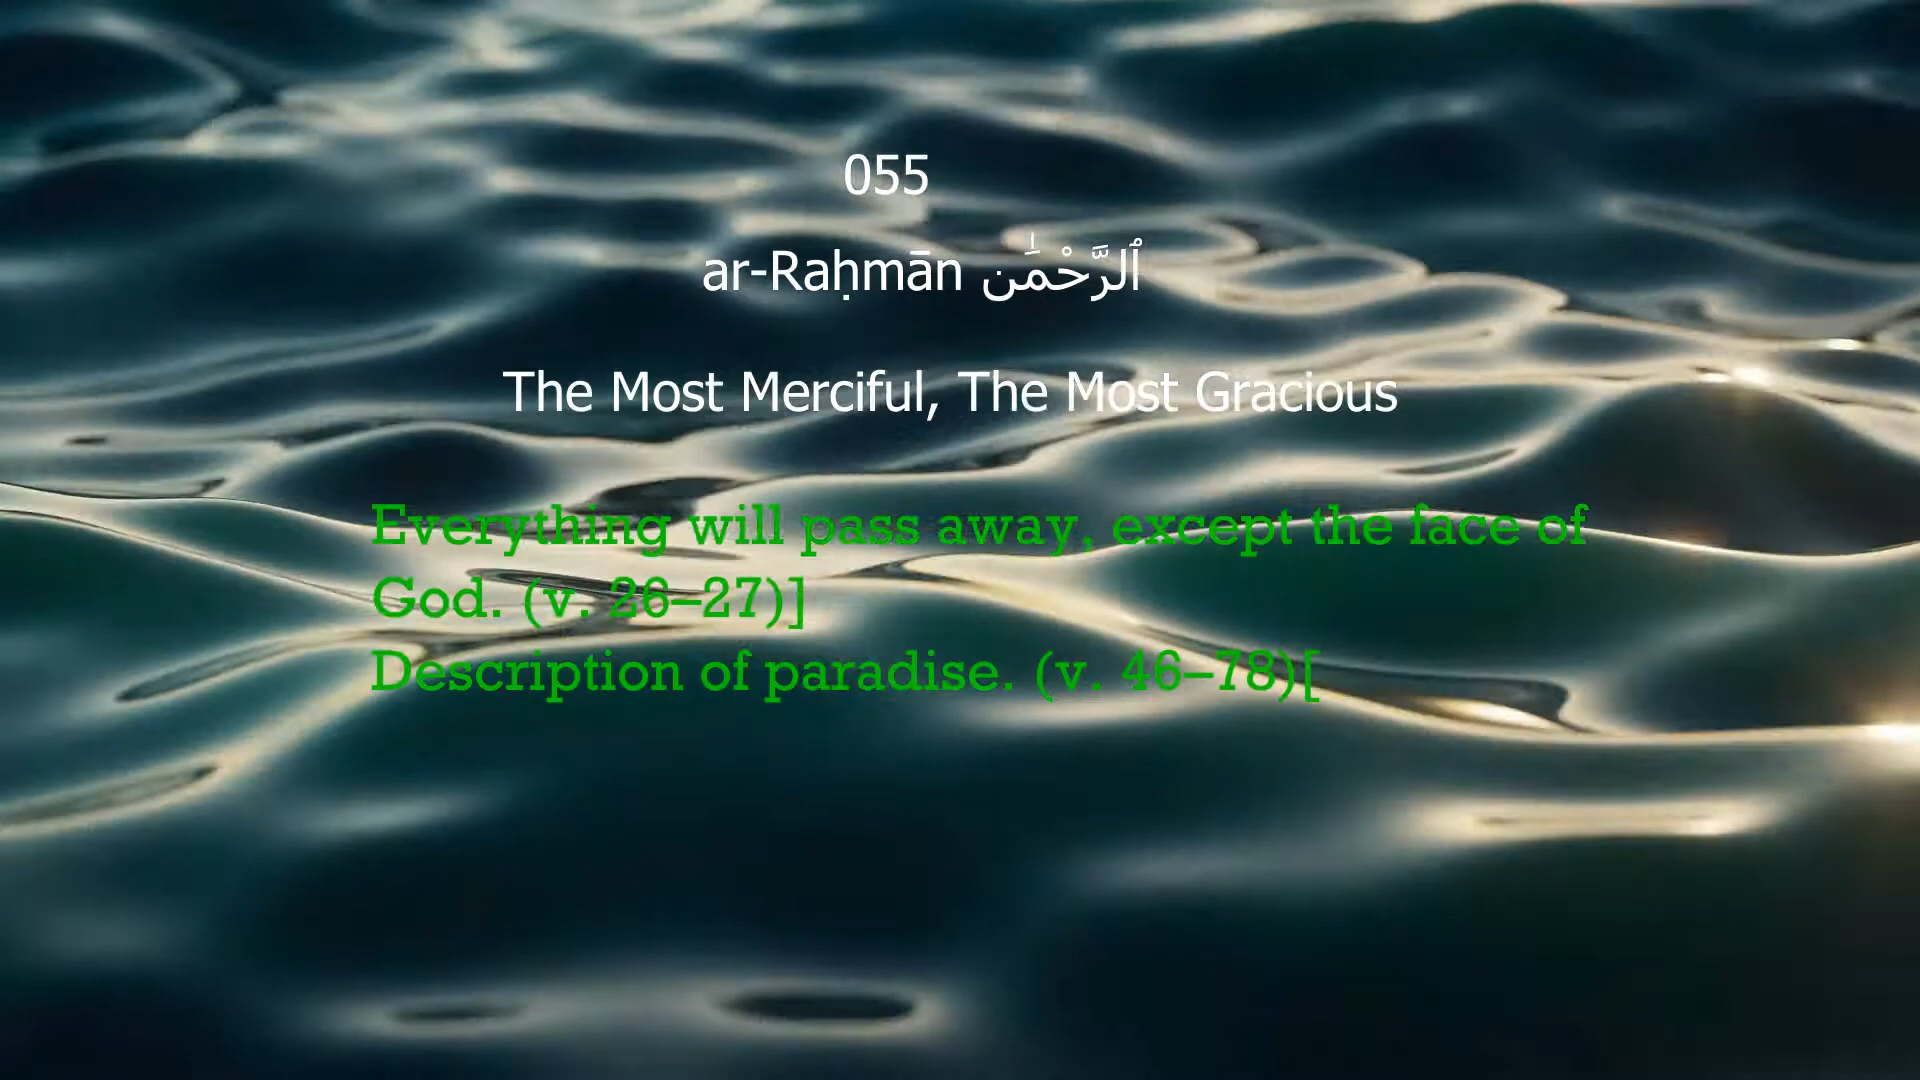 055
ar-Raḥmān ٱلرَّحْمَٰن
The Most Merciful, The Most Gracious
Everything will pass away, except the face of
God. (v. 26–27)]
Description of paradise. (v. 46–78)[